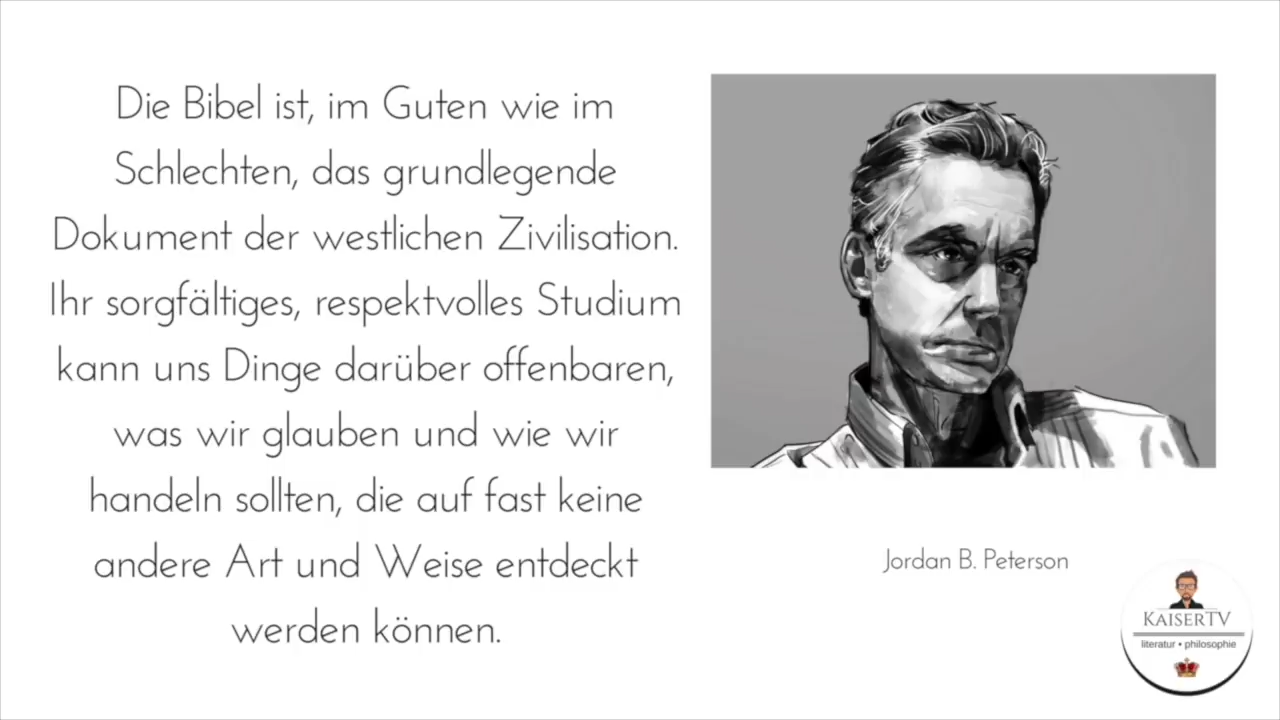 Die Bibel ist, im Guten wie im
Schlechten, das grundlegende
Dokument der westlichen Zivilisation.
Ihr sorgfältiges, respektvolles Studium
kann uns Dinge darüber offenbaren,
was wir glauben und wie wir
handeln sollten, die auf fast keine
andere Art und Weise entdeckt
werden können.
Jordan B. Peterson
KAISERTV
literatur • philosophie